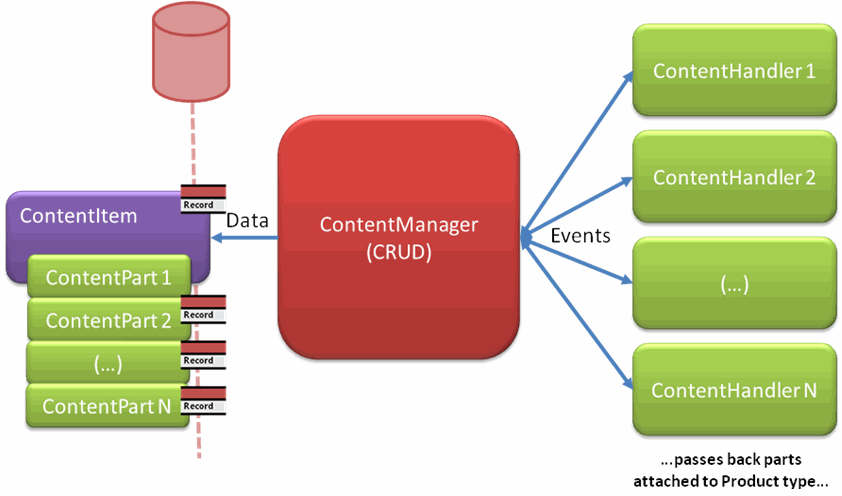 ContentItem
Record
ContentPart 1
ContentPart 2
Record
(...)
Record
ContentPart N
Record
Data
ContentManager
(CRUD)
Events
ContentHandler 1
ContentHandler 2
(...)
ContentHandler N
...passes back parts
attached to Product type...